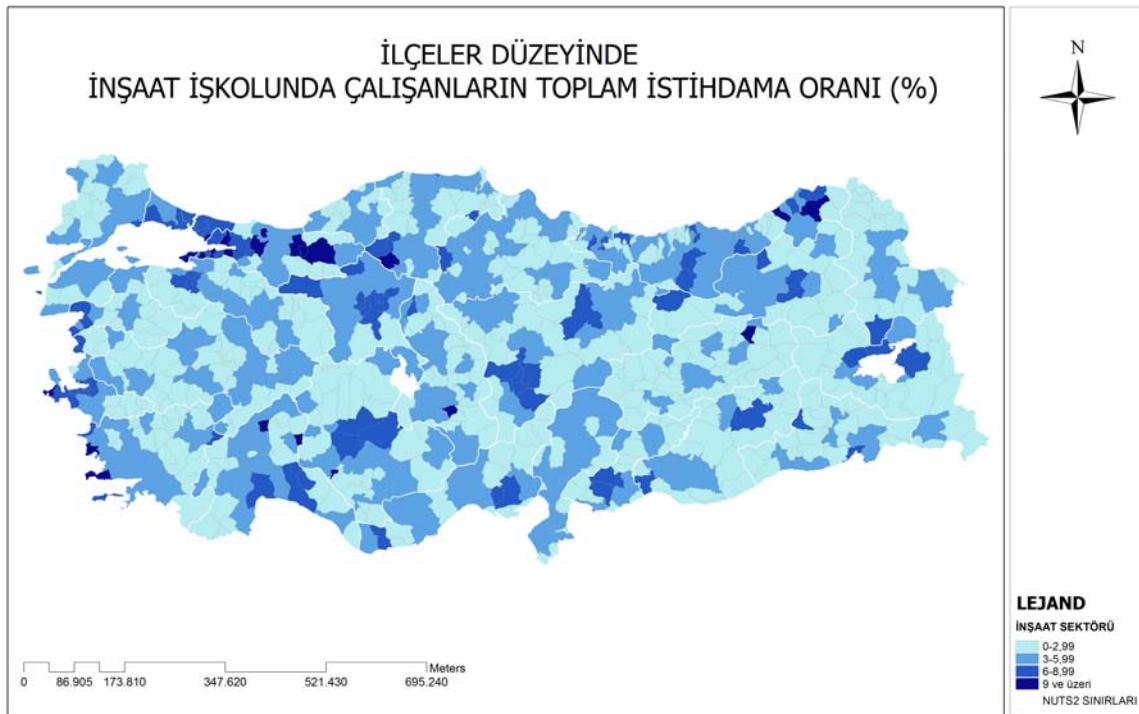 İLÇELER DÜZEYİNDE
İNŞAAT İŞKOLUNDA ÇALIŞANLARIN TOPLAM İSTİHDAMA ORANI (%)
N
LEJAND
İNŞAAT SEKTÖRÜ
0-2,99
3-5,99
6-8,99
9 ve üzeri
NUTS2 SINIRLARI
Meters
0 86.905 173.810 347.620 521.430 695.240